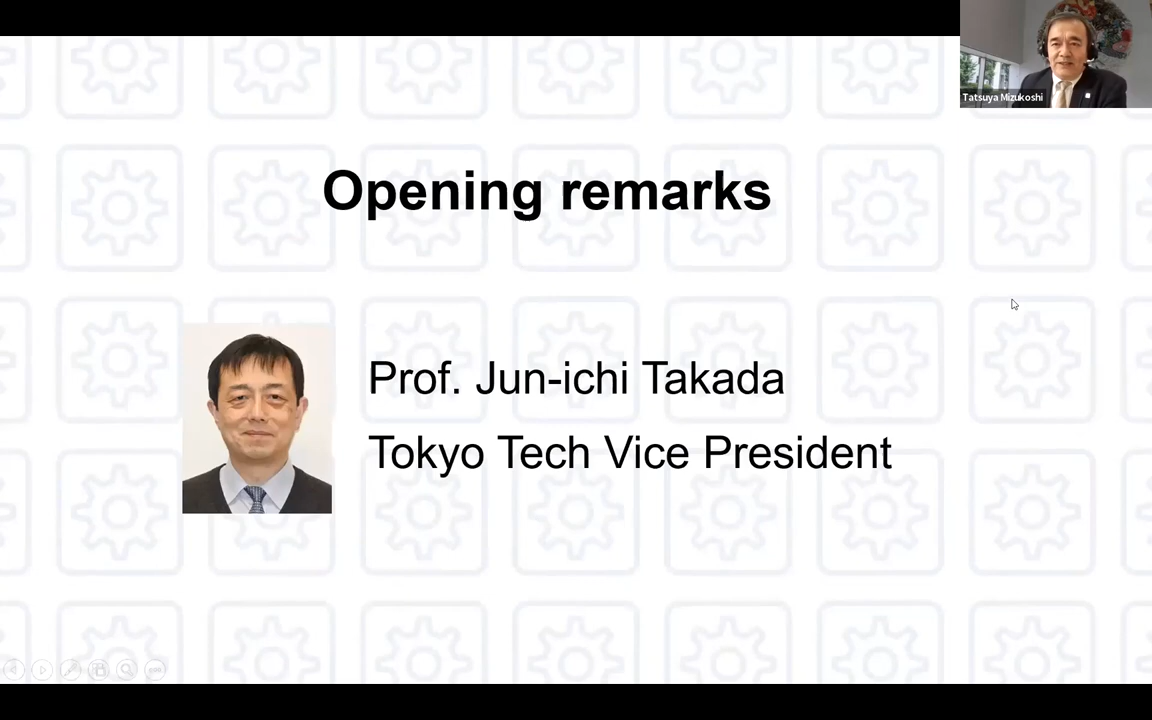 Tatsuya Mizukoshi
Opening remarks
Prof. Jun-ichi Takada
Tokyo Tech Vice President